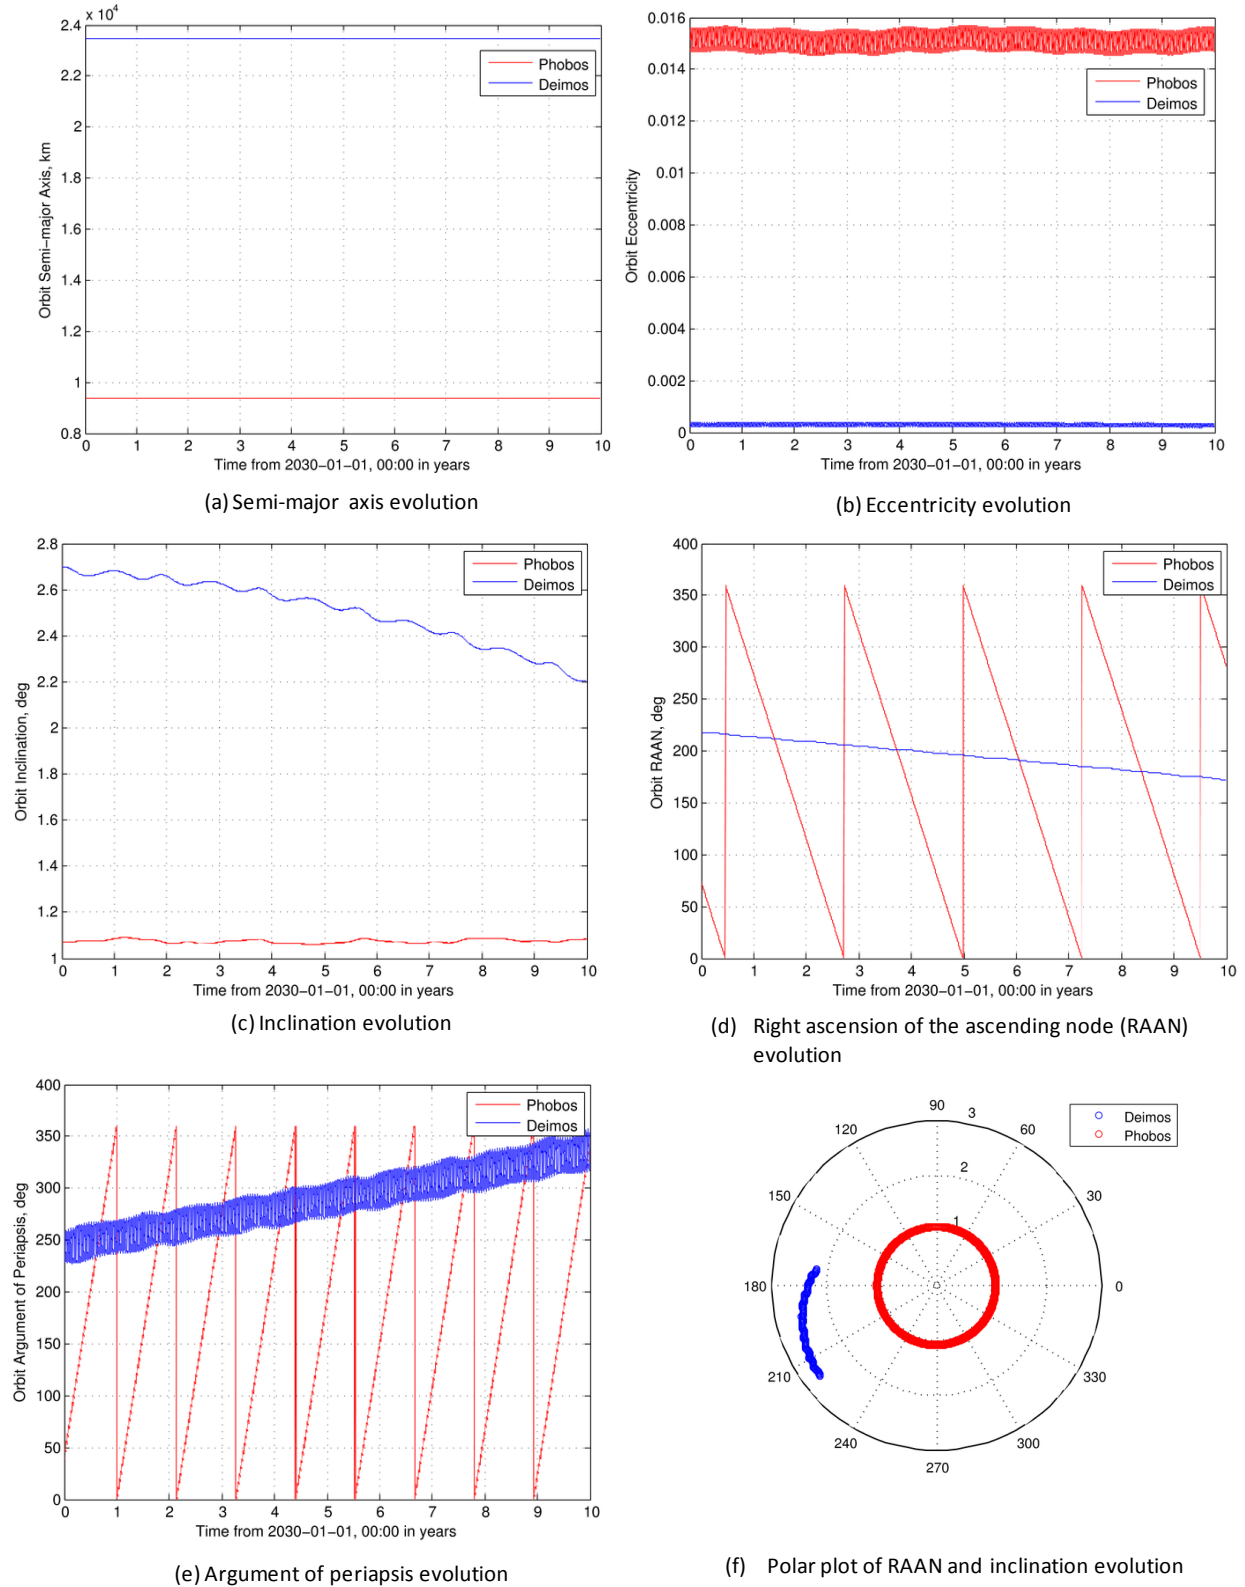 × 10⁴
2.4
2.2
2
1.8
1.6
1.4
1.2
1
0.8
0 1 2 3 4 5 6 7 8 9 10
Orbit Semi−major Axis, km
Time from 2030−01−01, 00:00 in years
Phobos
Deimos
(a) Semi-major axis evolution
0.016
0.014
0.012
0.01
0.008
0.006
0.004
0.002
0
0 1 2 3 4 5 6 7 8 9 10
Orbit Eccentricity
Time from 2030−01−01, 00:00 in years
Phobos
Deimos
(b) Eccentricity evolution
2.8
2.6
2.4
2.2
2
1.8
1.6
1.4
1.2
1
0 1 2 3 4 5 6 7 8 9 10
Orbit Inclination, deg
Time from 2030−01−01, 00:00 in years
Phobos
Deimos
(c) Inclination evolution
400
350
300
250
200
150
100
50
0
0 1 2 3 4 5 6 7 8 9 10
Orbit RAAN, deg
Time from 2030−01−01, 00:00 in years
Phobos
Deimos
(d) Right ascension of the ascending node (RAAN)
evolution
400
350
300
250
200
150
100
50
0
0 1 2 3 4 5 6 7 8 9 10
Orbit Argument of Periapsis, deg
Time from 2030−01−01, 00:00 in years
Phobos
Deimos
(e) Argument of periapsis evolution
90
3
120
60
2
150
30
1
180
0
210
330
240
300
270
Deimos
Phobos
(f) Polar plot of RAAN and inclination evolution